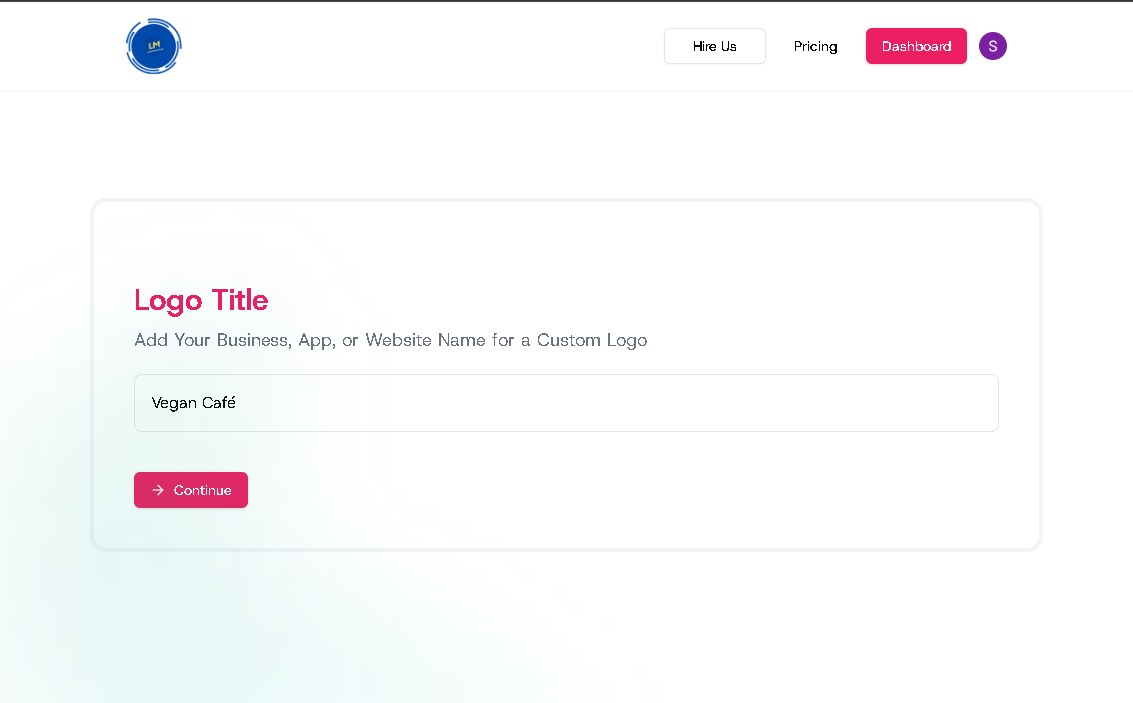 LM
Hire Us
Pricing
Dashboard
S
Logo Title
Add Your Business, App, or Website Name for a Custom Logo
Vegan Café
Continue